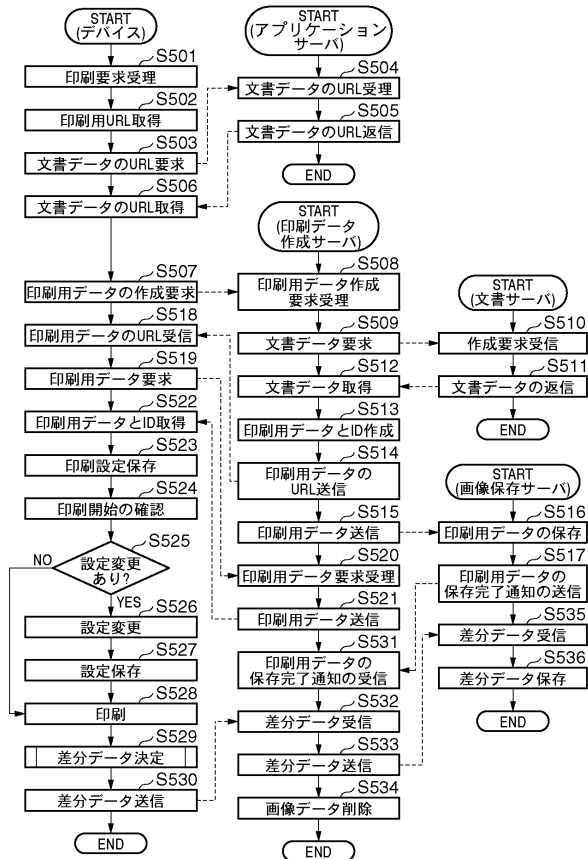 START
(デバイス)
S501
印刷要求受理
S502
印刷用URL取得
S503
文書データのURL要求
S506
文書データのURL取得
S507
印刷用データの作成要求
S518
印刷用データのURL受信
S519
印刷用データ要求
S522
印刷用データとID取得
S523
印刷設定保存
S524
印刷開始の確認
S525
設定変更
あり?
NO
YES
S526
設定変更
S527
設定保存
S528
印刷
S529
差分データ決定
S530
差分データ送信
END
START
(アプリケーション
サーバ)
S504
文書データのURL受理
S505
文書データのURL返信
END
START
(印刷データ
作成サーバ)
S508
印刷用データ作成
要求受理
S509
文書データ要求
S512
文書データ取得
S513
印刷用データとID作成
S514
印刷用データの
URL送信
S515
印刷用データ送信
S520
印刷用データ要求受理
S521
印刷用データ送信
S531
印刷用データの
保存完了通知の受信
S532
差分データ受信
S533
差分データ送信
S534
画像データ削除
END
START
(文書サーバ)
S510
作成要求受信
S511
文書データの返信
END
START
(画像保存サーバ)
S516
印刷用データの保存
S517
印刷用データの
保存完了通知の送信
S535
差分データ受信
S536
差分データ保存
END